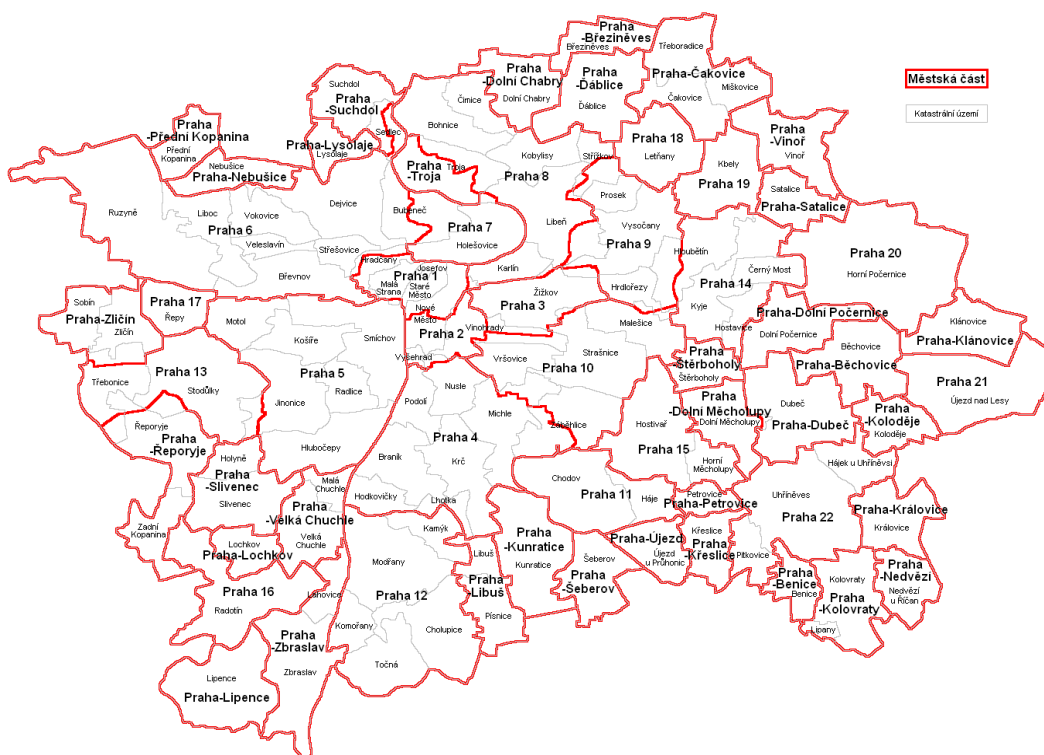 Praha
-Březiněves
Březiněves
Třeboradice
Praha
-Dolní Chabry
Dolní Chabry
Praha
-Ďáblice
Ďáblice
Praha-Čakovice
Miškovice
Čakovice
Městská část
Katastrální území
Suchdol
Praha
-Suchdol
Sedlec
Čimice
Bohnice
Praha
-Přední Kopanina
Přední
Kopanina
Praha-Lysolaje
Lysolaje
Nebušice
Praha-Nebušice
Praha
-Troja
Troja
Kobylisy
Střížkov
Praha 8
Praha 18
Letňany
Praha
-Vinoř
Vinoř
Kbely
Praha 19
Satalice
Praha-Satalice
Ruzyně
Liboc
Vokovice
Dejvice
Praha 6
Veleslavín
Střešovice
Břevnov
Bubeneč
Praha 7
Holešovice
Libeň
Prosek
Vysočany
Praha 9
Hloubětín
Hrdlořezy
Praha 20
Horní Počernice
Hradčany
Praha 1
Josefov
Malá
Strana
Staré
Město
Nové
Město
Karlín
Praha 3
Žižkov
Černý Most
Praha 14
Kyje
Hostavice
Praha-Dolní Počernice
Dolní Počernice
Klánovice
Praha-Klánovice
Sobín
Praha-Zličín
Zličín
Praha 17
Řepy
Motol
Košíře
Smíchov
Praha 2
Vinohrady
Vyšehrad
Malešice
Běchovice
Praha-Běchovice
Praha 13
Třebonice
Stodůlky
Praha 5
Jinonice
Radlice
Hlubočepy
Vršovice
Strašnice
Praha 10
Praha
-Štěrboholy
Štěrboholy
Praha 21
Újezd nad Lesy
Nusle
Podolí
Michle
Záběhlice
Praha
-Dolní Měcholupy
Dolní Měcholupy
Dubeč
Praha-Dubeč
Praha
-Koloděje
Koloděje
Řeporyje
Praha
-Řeporyje
Praha 4
Braník
Krč
Hostivař
Praha 15
Horní
Měcholupy
Hájek u Uhříněvsi
Holyně
Praha
-Slivenec
Slivenec
Malá
Chuchle
Praha
-Velká Chuchle
Velká
Chuchle
Hodkovičky
Lhotka
Chodov
Praha 11
Háje
Petrovice
Praha-Petrovice
Uhříněves
Praha 22
Praha-Královice
Královice
Zadní
Kopanina
Lochkov
Praha-Lochkov
Kamýk
Libuš
Praha
-Libuš
Písnice
Praha
-Kunratice
Kunratice
Šeberov
Praha
-Šeberov
Praha-Újezd
Újezd
u Průhonic
Křeslice
Praha
-Křeslice
Pitkovice
Praha
-Benice
Benice
Kolovraty
Praha
-Kolovraty
Lipany
Praha
-Nedvězí
Nedvězí
u Říčan
Praha 16
Radotín
Lahovice
Modřany
Praha 12
Komořany
Cholupice
Točná
Praha
-Zbraslav
Zbraslav
Lipence
Praha-Lipence